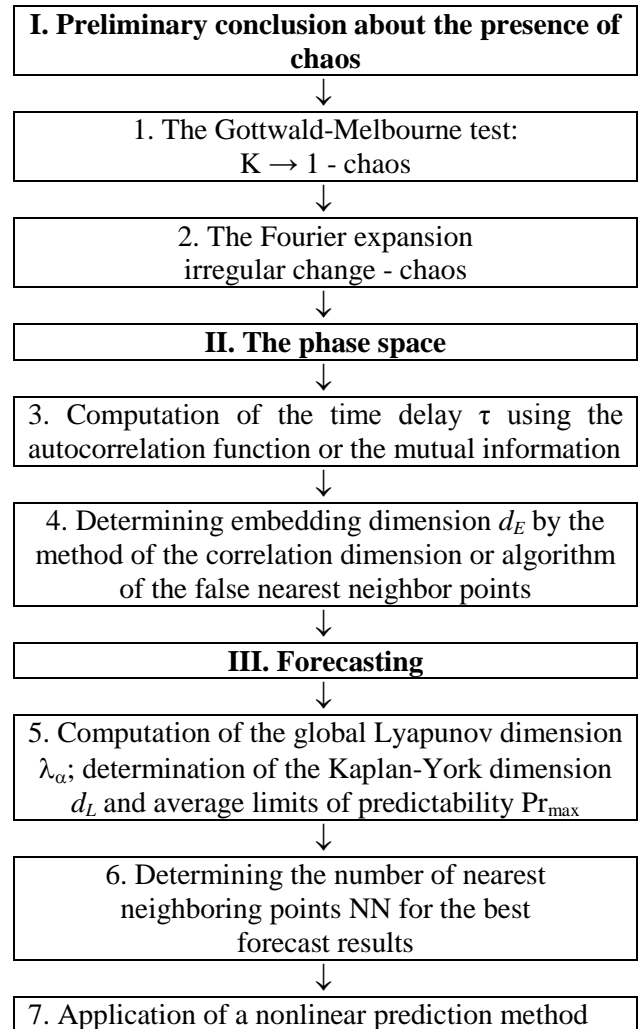 I. Preliminary conclusion about the presence of
chaos
↓
1. The Gottwald-Melbourne test:
K → 1 - chaos
↓
2. The Fourier expansion
irregular change - chaos
↓
II. The phase space
↓
3. Computation of the time delay τ using the
autocorrelation function or the mutual information
↓
4. Determining embedding dimension d_E by the
method of the correlation dimension or algorithm
of the false nearest neighbor points
↓
III. Forecasting
↓
5. Computation of the global Lyapunov dimension
λ_α; determination of the Kaplan-York dimension
d_L and average limits of predictability Pr_max
↓
6. Determining the number of nearest
neighboring points NN for the best
forecast results
↓
7. Application of a nonlinear prediction method